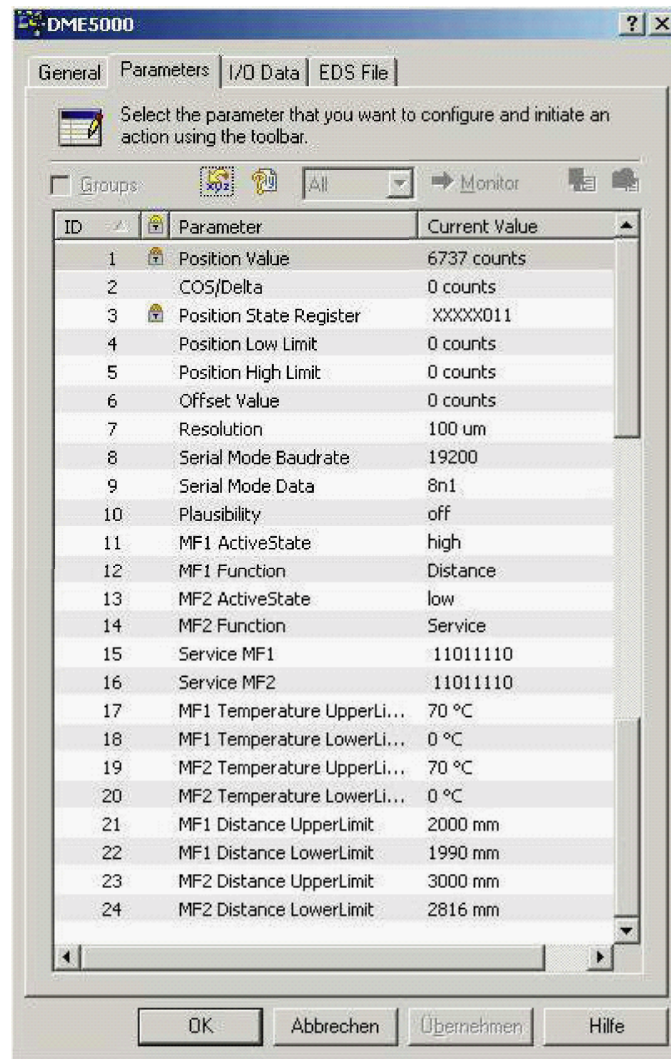 DME5000
General Parameters I/O Data EDS File
Select the parameter that you want to configure and initiate an
action using the toolbar.
Groups All Monitor
ID Parameter Current Value
1 Position Value 6737 counts
2 COS/Delta 0 counts
3 Position State Register XXXXX011
4 Position Low Limit 0 counts
5 Position High Limit 0 counts
6 Offset Value 0 counts
7 Resolution 100 um
8 Serial Mode Baudrate 19200
9 Serial Mode Data 8n1
10 Plausibility off
11 MF1 ActiveState high
12 MF1 Function Distance
13 MF2 ActiveState low
14 MF2 Function Service
15 Service MF1 11011110
16 Service MF2 11011110
17 MF1 Temperature UpperLi... 70 °C
18 MF1 Temperature LowerLi... 0 °C
19 MF2 Temperature UpperLi... 70 °C
20 MF2 Temperature LowerLi... 0 °C
21 MF1 Distance UpperLimit 2000 mm
22 MF1 Distance LowerLimit 1990 mm
23 MF2 Distance UpperLimit 3000 mm
24 MF2 Distance LowerLimit 2816 mm
OK Abbrechen Übernehmen Hilfe